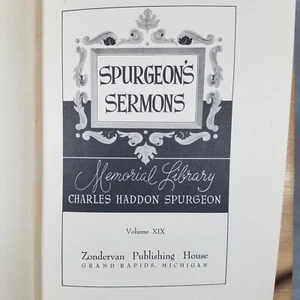 SPURGEON'S
SERMONS
Memorial Library
CHARLES HADDON SPURGEON
Volume XIX
Zondervan Publishing House
GRAND RAPIDS, MICHIGAN